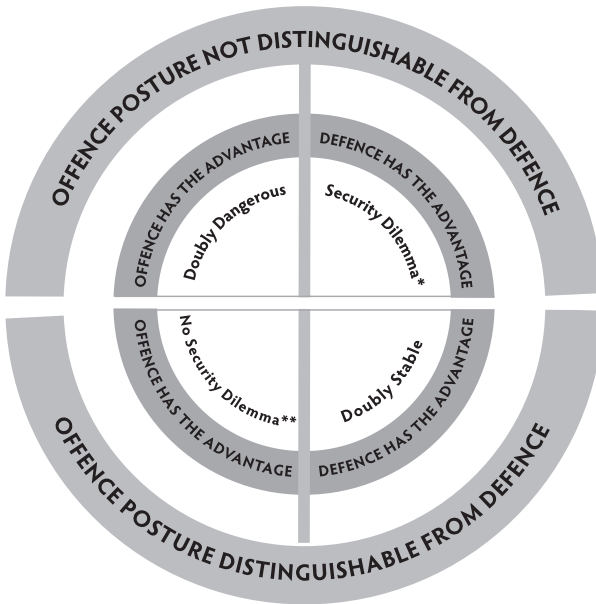 OFFENCE POSTURE NOT DISTINGUISHABLE FROM DEFENCE
OFFENCE HAS THE ADVANTAGE
DEFENCE HAS THE ADVANTAGE
Doubly Dangerous
Security Dilemma*
No Security Dilemma**
Doubly Stable
OFFENCE HAS THE ADVANTAGE
DEFENCE HAS THE ADVANTAGE
OFFENCE POSTURE DISTINGUISHABLE FROM DEFENCE